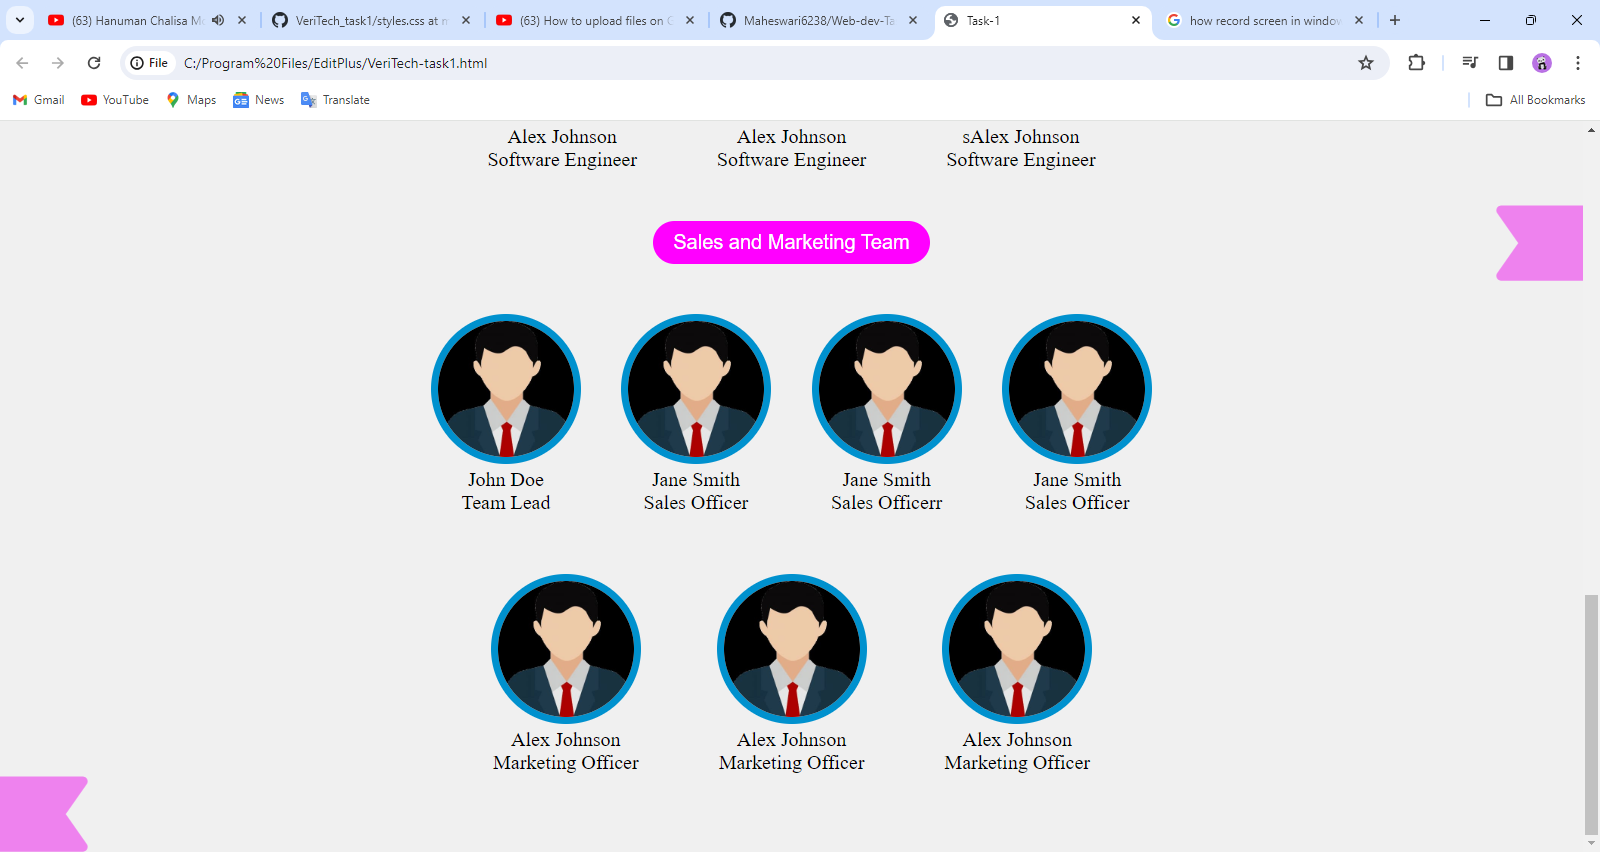 (63) Hanuman Chalisa Mo
VeriTech_task1/styles.css at m
(63) How to upload files on G
Maheswari6238/Web-dev-Ta
Task-1
how record screen in window
File
C:/Program%20Files/EditPlus/VeriTech-task1.html
Gmail
YouTube
Maps
News
Translate
All Bookmarks
Alex Johnson
Software Engineer
Alex Johnson
Software Engineer
sAlex Johnson
Software Engineer
Sales and Marketing Team
John Doe
Team Lead
Jane Smith
Sales Officer
Jane Smith
Sales Officerr
Jane Smith
Sales Officer
Alex Johnson
Marketing Officer
Alex Johnson
Marketing Officer
Alex Johnson
Marketing Officer